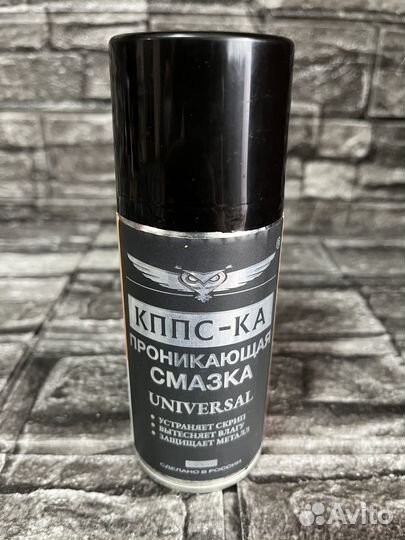 ®
КППС-КА
ПРОНИКАЮЩАЯ
СМАЗКА
UNIVERSAL
• УСТРАНЯЕТ СКРИП
• ВЫТЕСНЯЕТ ВЛАГУ
• ЗАЩИЩАЕТ МЕТАЛЛ
СДЕЛАНО В РОССИИ
Avito